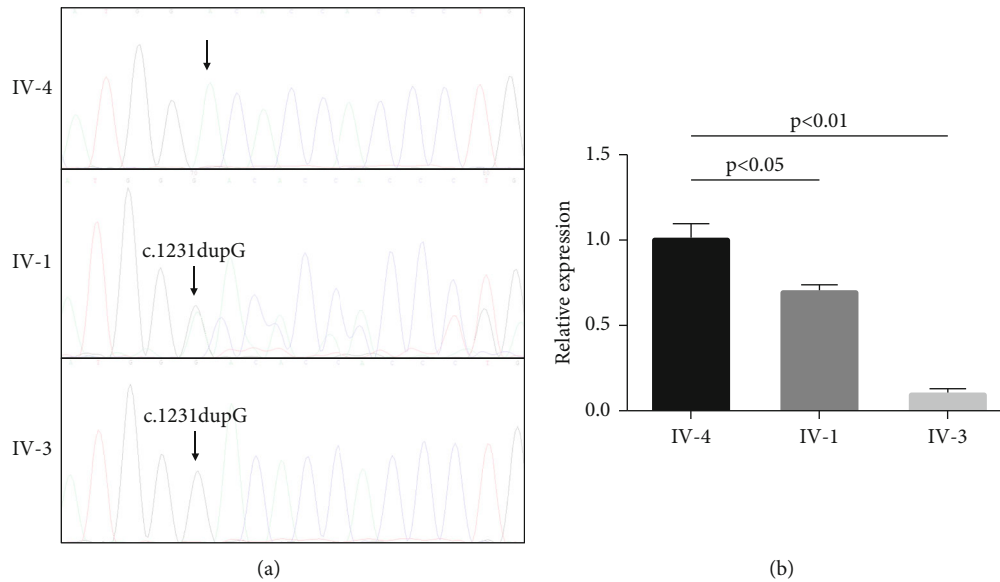 IV-4
IV-1
c.1231dupG
IV-3
c.1231dupG
(a)
p<0.01
p<0.05
Relative expression
1.5
1.0
0.5
0.0
IV-4
IV-1
IV-3
(b)